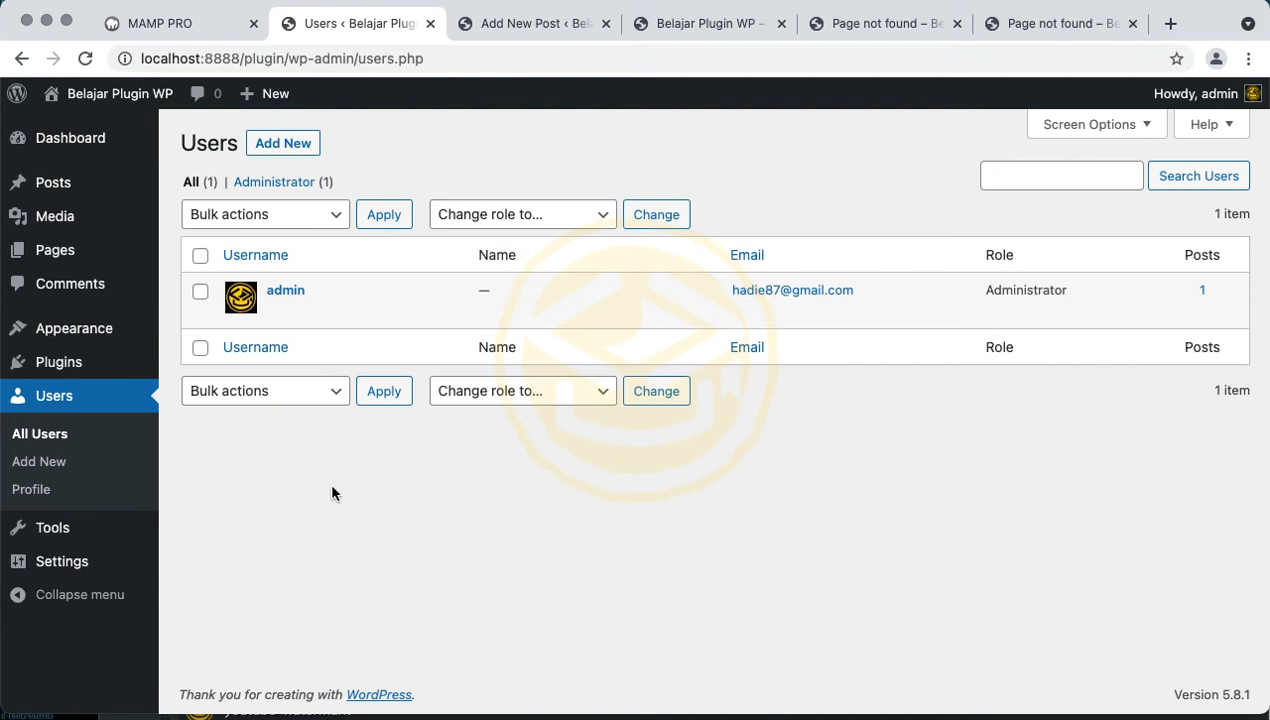 MAMP PRO
Users ‹ Belajar Plug
Add New Post ‹ Bela
Belajar Plugin WP –
Page not found – Be
Page not found – Be
localhost:8888/plugin/wp-admin/users.php
Belajar Plugin WP
0
New
Howdy, admin
Dashboard
Posts
Media
Pages
Comments
Appearance
Plugins
Users
All Users
Add New
Profile
Tools
Settings
Collapse menu
Screen Options
Help
Users
Add New
All (1) | Administrator (1)
Search Users
Bulk actions
Apply
Change role to...
Change
1 item
Username Name Email Role Posts
admin — hadie87@gmail.com Administrator 1
Username Name Email Role Posts
Bulk actions
Apply
Change role to...
Change
1 item
Thank you for creating with WordPress.
Version 5.8.1